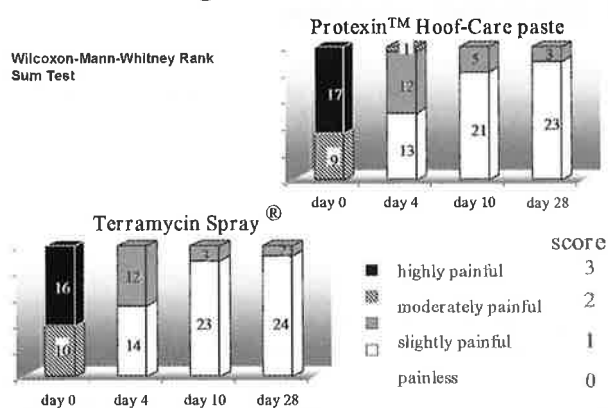 Protexin™ Hoof-Care paste
Wilcoxon-Mann-Whitney Rank
Sum Test
1
17
12
5
3
9
13
21
23
day 0 day 4 day 10 day 28
Terramycin Spray ®
16
12
3
10
14
23
24
day 0 day 4 day 10 day 28
score
highly painful 3
moderately painful 2
slightly painful 1
painless 0